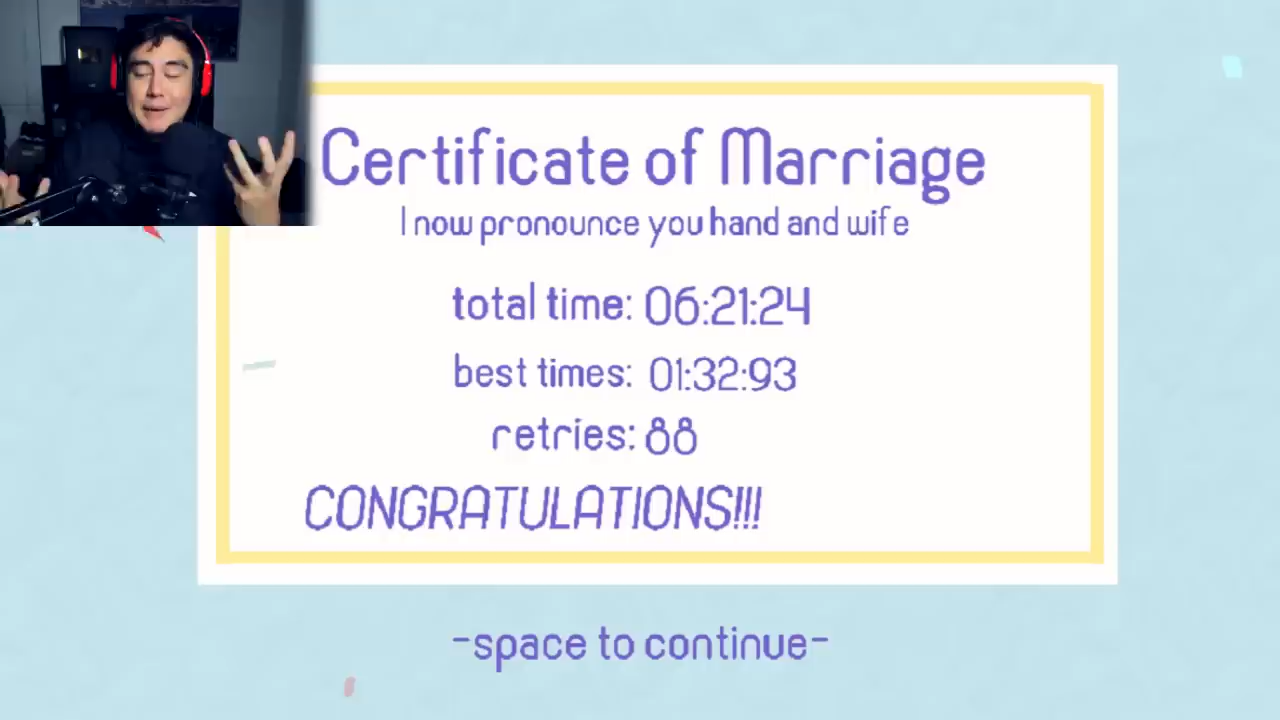 Certificate of Marriage
I now pronounce you hand and wife
total time: 06:21:24
best times: 01:32:93
retries: 88
CONGRATULATIONS!!!
-space to continue-